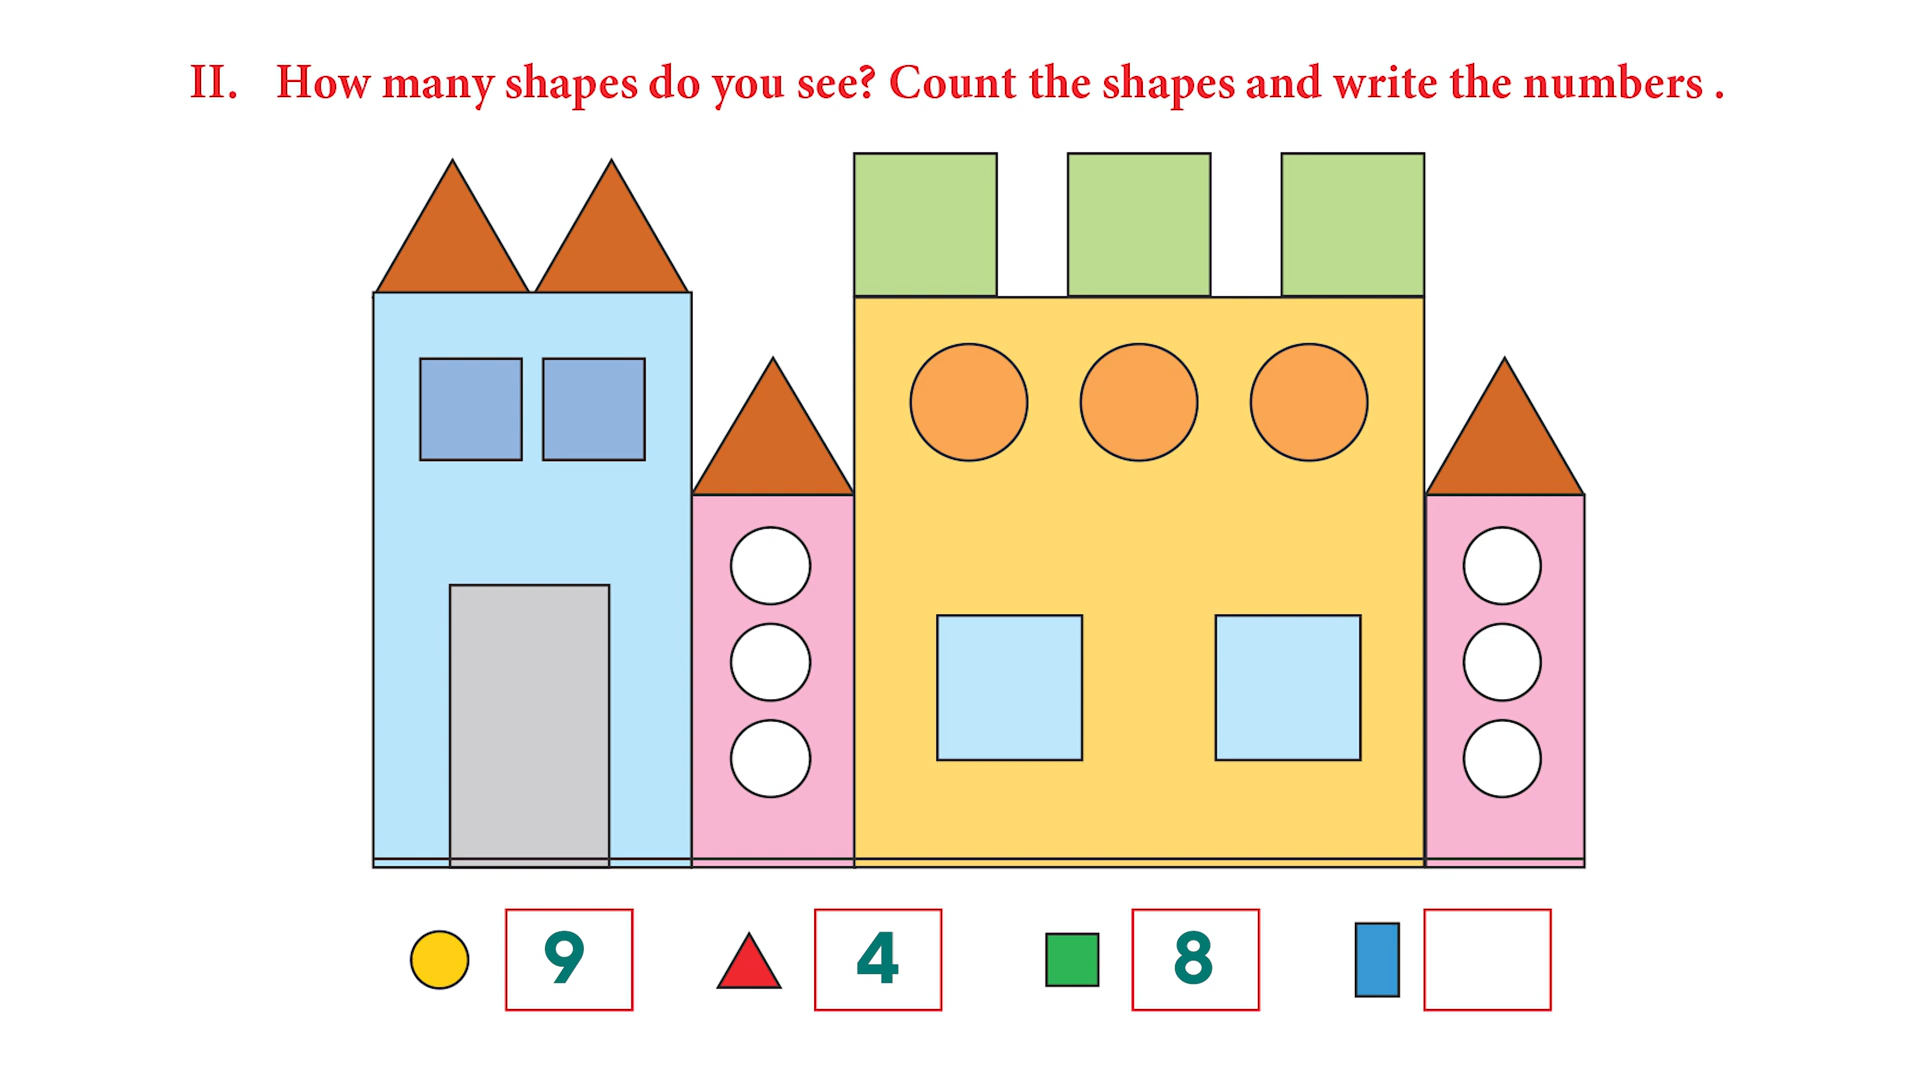 II. How many shapes do you see? Count the shapes and write the numbers .
9 4 8